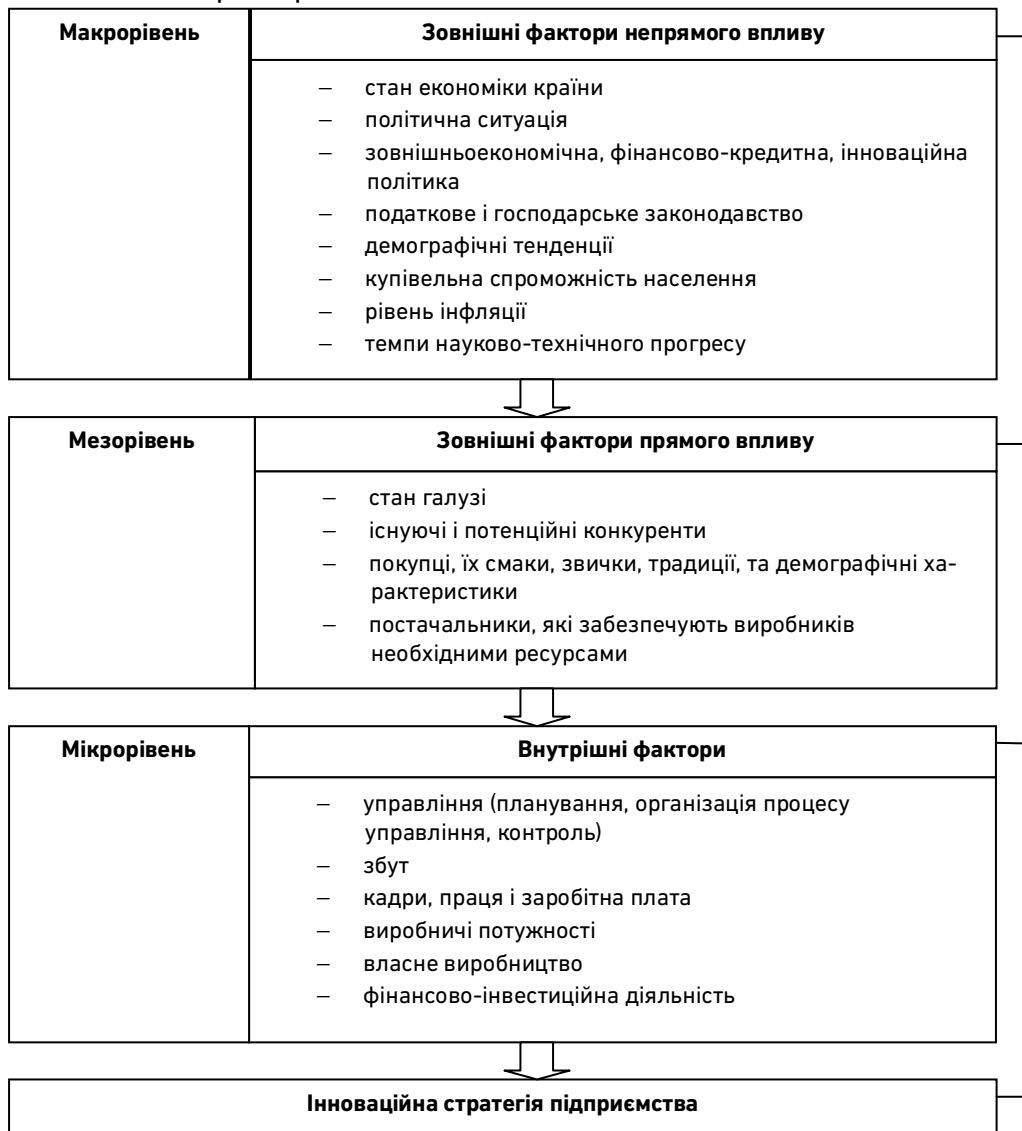 Макрорівень
Зовнішні фактори непрямого впливу
– стан економіки країни
– політична ситуація
– зовнішньоекономічна, фінансово-кредитна, інноваційна
політика
– податкове і господарське законодавство
– демографічні тенденції
– купівельна спроможність населення
– рівень інфляції
– темпи науково-технічного прогресу
Мезорівень
Зовнішні фактори прямого впливу
– стан галузі
– існуючі і потенційні конкуренти
– покупці, їх смаки, звички, традиції, та демографічні ха-
рактеристики
– постачальники, які забезпечують виробників
необхідними ресурсами
Мікрорівень
Внутрішні фактори
– управління (планування, організація процесу
управління, контроль)
– збут
– кадри, праця і заробітна плата
– виробничі потужності
– власне виробництво
– фінансово-інвестиційна діяльність
Інноваційна стратегія підприємства